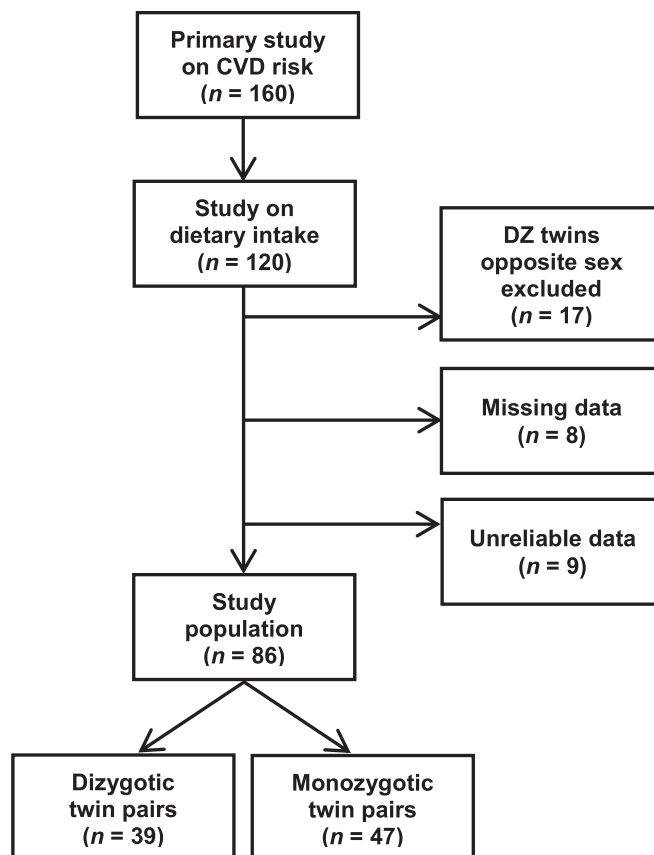 Primary study
on CVD risk
(n = 160)
Study on
dietary intake
(n = 120)
DZ twins
opposite sex
excluded
(n = 17)
Missing data
(n = 8)
Unreliable data
(n = 9)
Study
population
(n = 86)
Dizygotic
twin pairs
(n = 39)
Monozygotic
twin pairs
(n = 47)